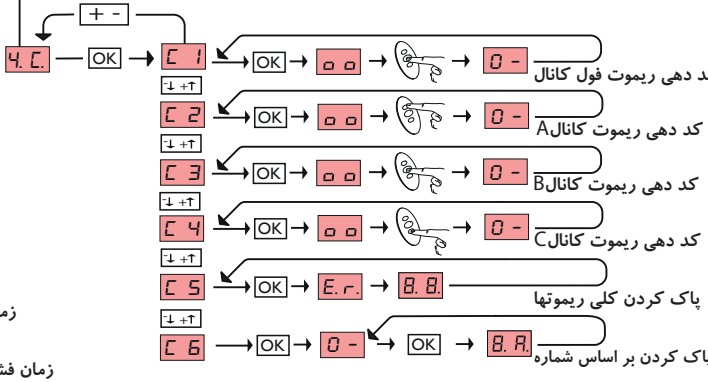 + -
4. C. OK C 1 OK o o 0 -
کد دهی ریموت فول کانال
-↓ +↑
C 2 OK o o 0 -
کد دهی ریموت کانالA
-↓ +↑
C 3 OK o o 0 -
کد دهی ریموت کانالB
-↓ +↑
C 4 OK o o 0 -
کد دهی ریموت کانالC
-↓ +↑
C 5 OK E. r. 8. 8.
پاک کردن کلی ریموتها
-↓ +↑
C 6 OK 0 - OK 8. A.
پاک کردن بر اساس شماره
زمان